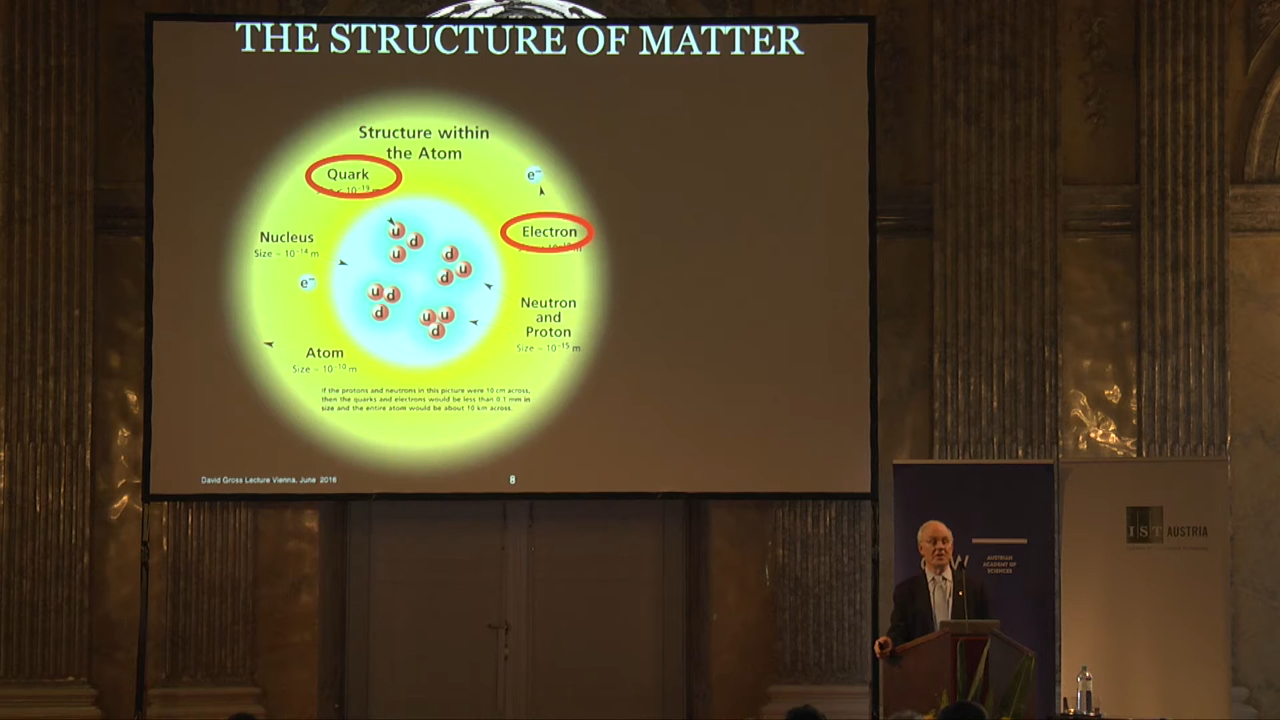 THE STRUCTURE OF MATTER
Structure within
the Atom
Quark
e⁻
Electron
Nucleus
Size ~ 10⁻¹⁴ m
u
d
u
d
u
d
e⁻
u
d
d
u
u
d
Neutron
and
Proton
Size ~ 10⁻¹⁵ m
Atom
Size ~ 10⁻¹⁰ m
If the protons and neutrons in this picture were 10 cm across,
then the quarks and electrons would be less than 0.1 mm in
size and the entire atom would be about 10 km across.
David Gross Lecture Vienna, June 2016
8
AUSTRIAN
ACADEMY OF
SCIENCES
IST AUSTRIA